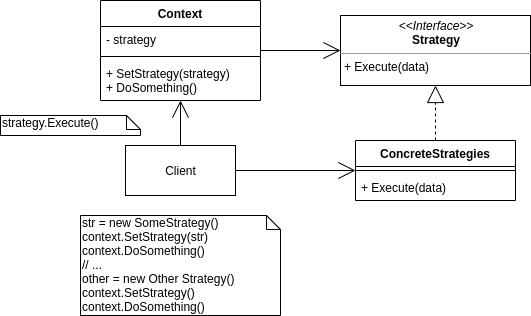 Context
- strategy
+ SetStrategy(strategy)
+ DoSomething()
<<Interface>>
Strategy
+ Execute(data)
strategy.Execute()
Client
ConcreteStrategies
+ Execute(data)
str = new SomeStrategy()
context.SetStrategy(str)
context.DoSomething()
// ...
other = new Other Strategy()
context.SetStrategy()
context.DoSomething()